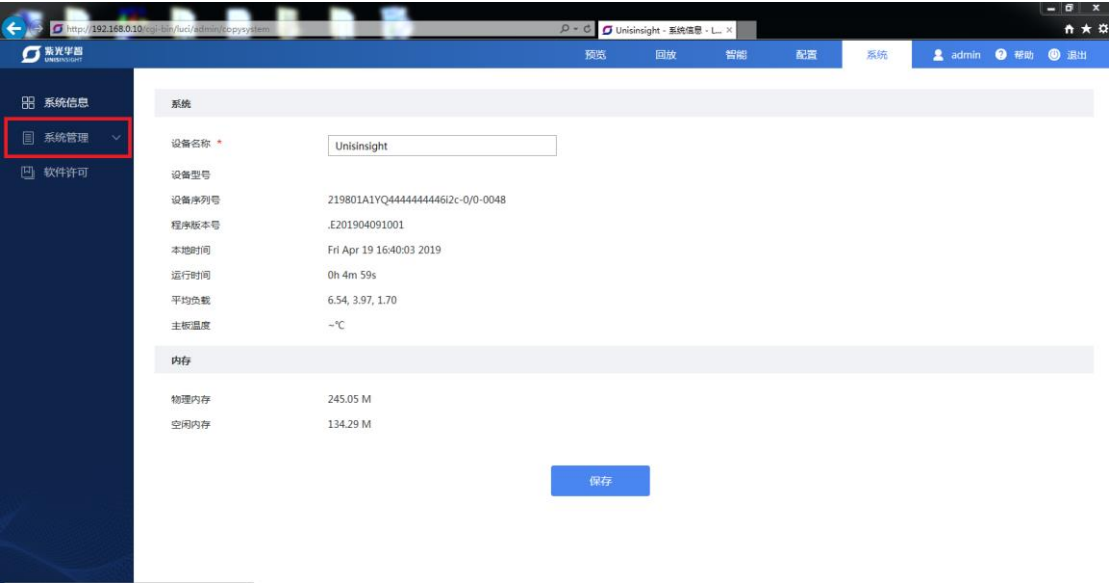 http://192.168.0.10/cgi-bin/luci/admin/copysystem
Unisinsight - 系统信息 - L...
紫光华智
UNISINSIGHT
预览 回放 智能 配置 系统 admin 帮助 退出
系统信息
系统管理
软件许可
系统
设备名称 * Unisinsight
设备型号
设备序列号 219801A1YQ4444444446i2c-0/0-0048
程序版本号 .E201904091001
本地时间 Fri Apr 19 16:40:03 2019
运行时间 0h 4m 59s
平均负载 6.54, 3.97, 1.70
主板温度 ~℃
内存
物理内存 245.05 M
空闲内存 134.29 M
保存